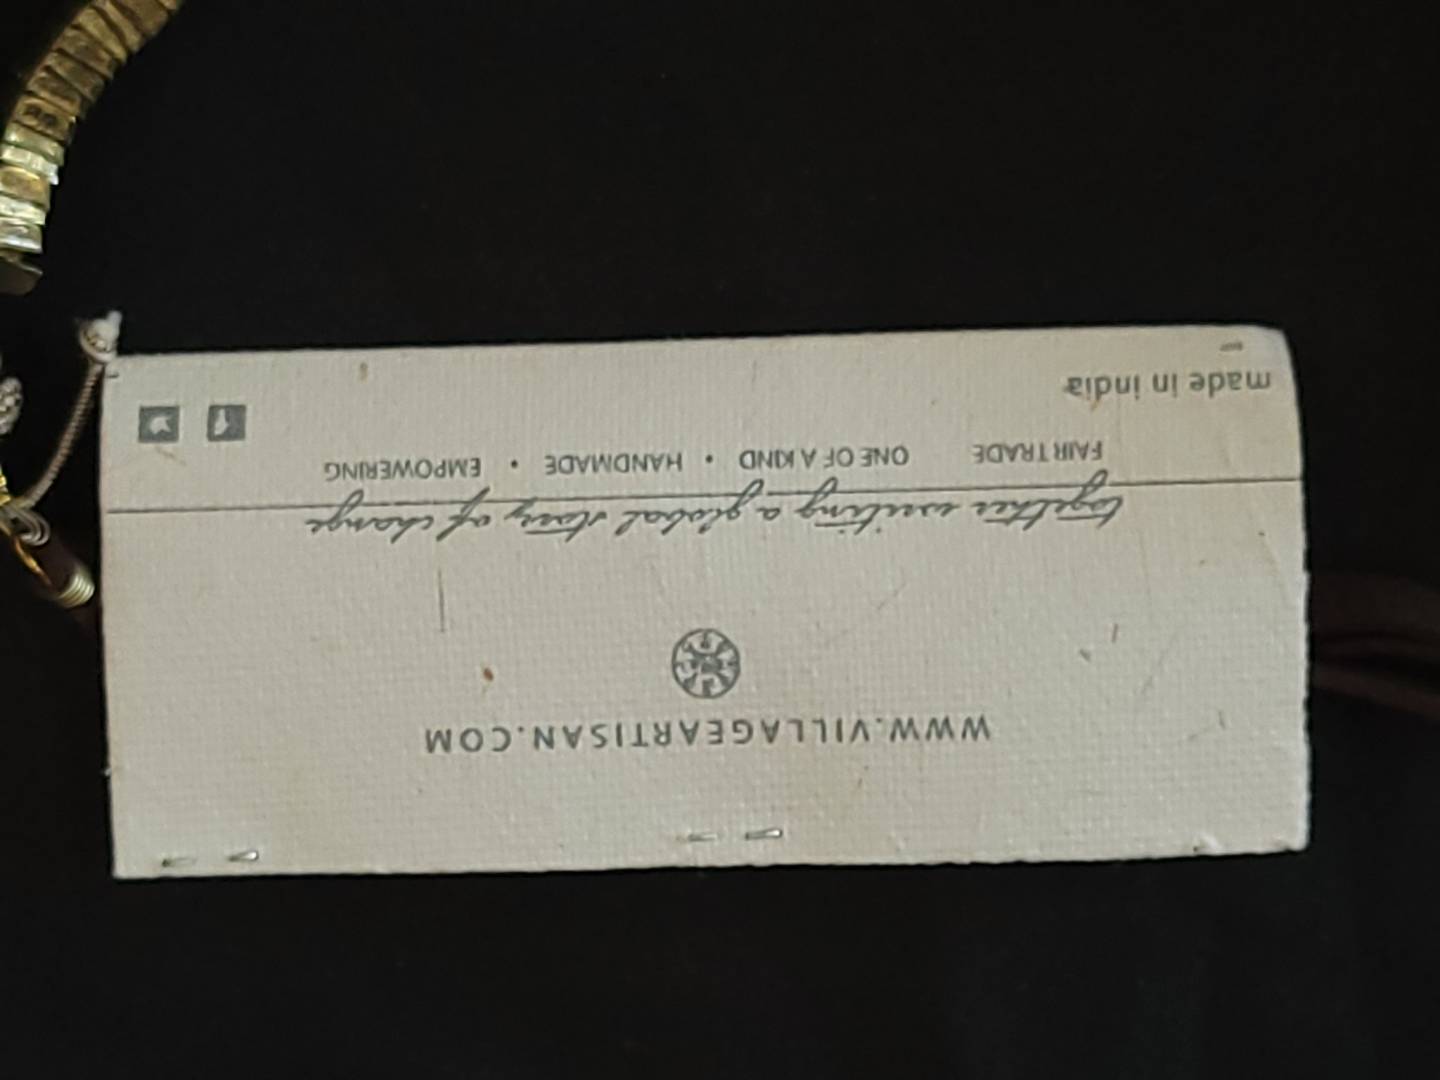 WWW.VILLAGEARTISAN.COM
together writing a global story of change
FAIR TRADE ONE OF A KIND • HANDMADE • EMPOWERING
made in india